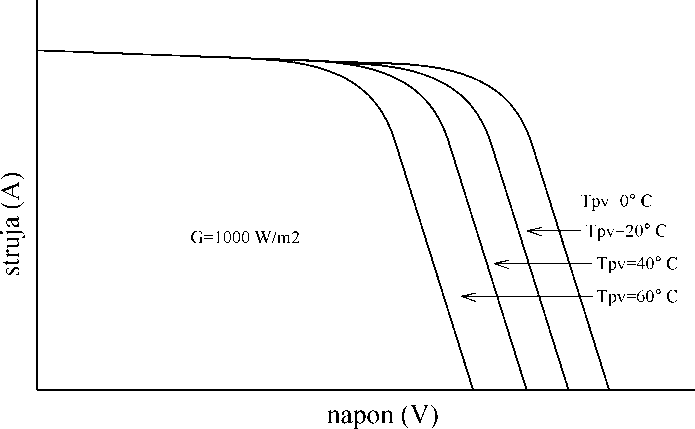 struja (A)
G=1000 W/m2
Tpv=0° C
Tpv=20° C
Tpv=40° C
Tpv=60° C
napon (V)